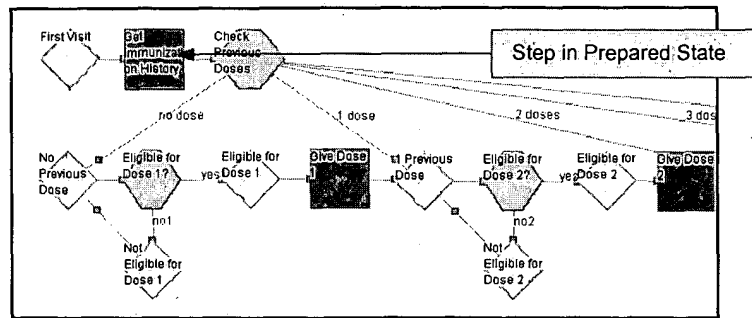 First Visit
Get
Immunizati
on History
Check
Previous
Doses
Step in Prepared State
no dose
1 dose
2 doses
3 dos
No
Previous
Dose
Eligible for
Dose 1?
yes
Eligible for
Dose 1
Give Dose
1
1 Previous
Dose
Eligible for
Dose 2?
yes
Eligible for
Dose 2
Give Dose
2
no1
no2
Not
Eligible for
Dose 1
Not
Eligible for
Dose 2